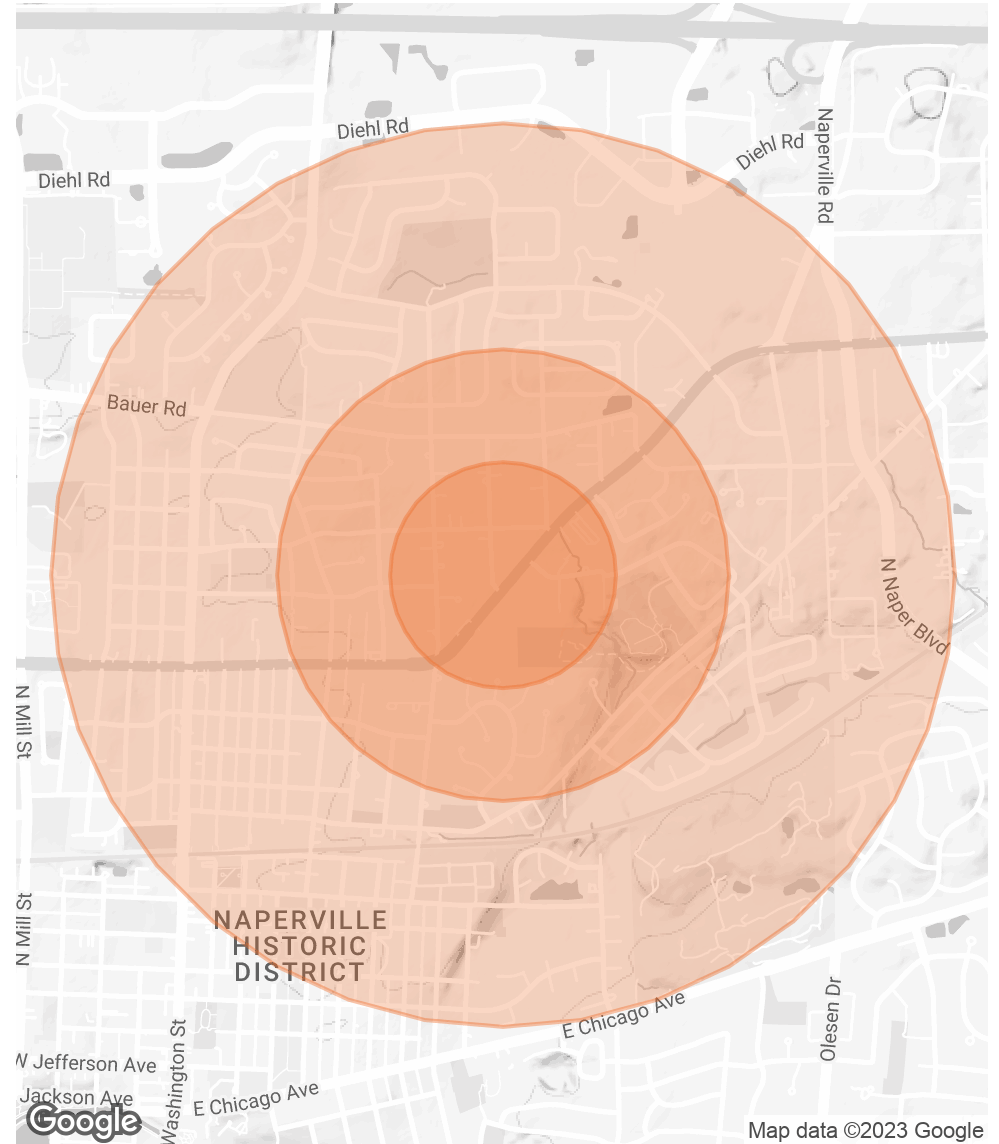 Diehl Rd
Diehl Rd
Diehl Rd
Naperville Rd
Bauer Rd
N Naper Blvd
N Mill St
N Mill St
NAPERVILLE
HISTORIC
DISTRICT
E Chicago Ave
Olesen Dr
Washington St
W Jefferson Ave
Jackson Ave
E Chicago Ave
Google
Map data ©2023 Google